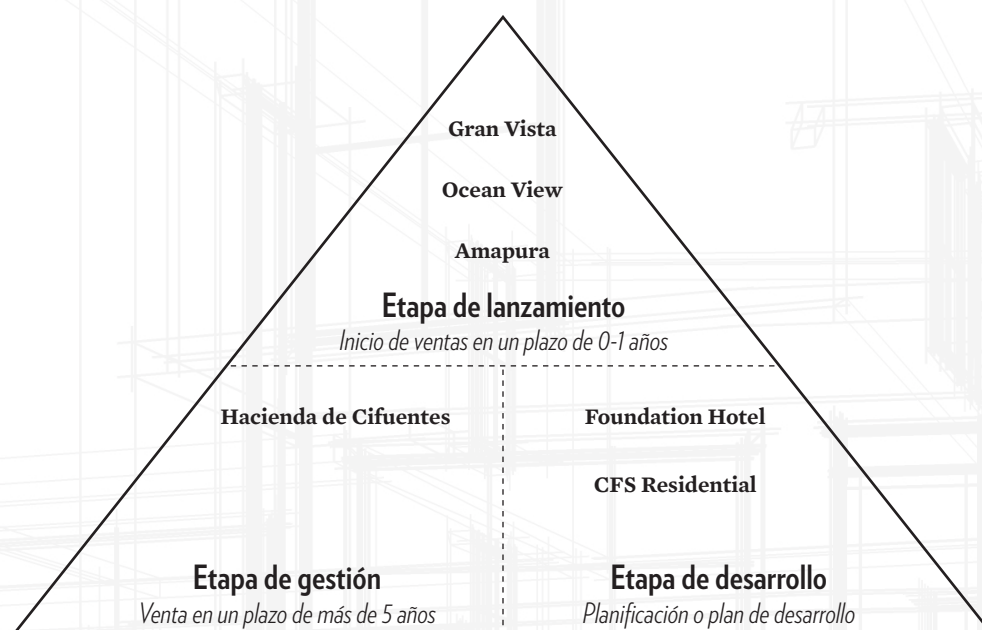 Gran Vista
Ocean View
Amapura
Etapa de lanzamiento
Inicio de ventas en un plazo de 0-1 años
Hacienda de Cifuentes
Etapa de gestión
Venta en un plazo de más de 5 años
Foundation Hotel
CFS Residential
Etapa de desarrollo
Planificación o plan de desarrollo